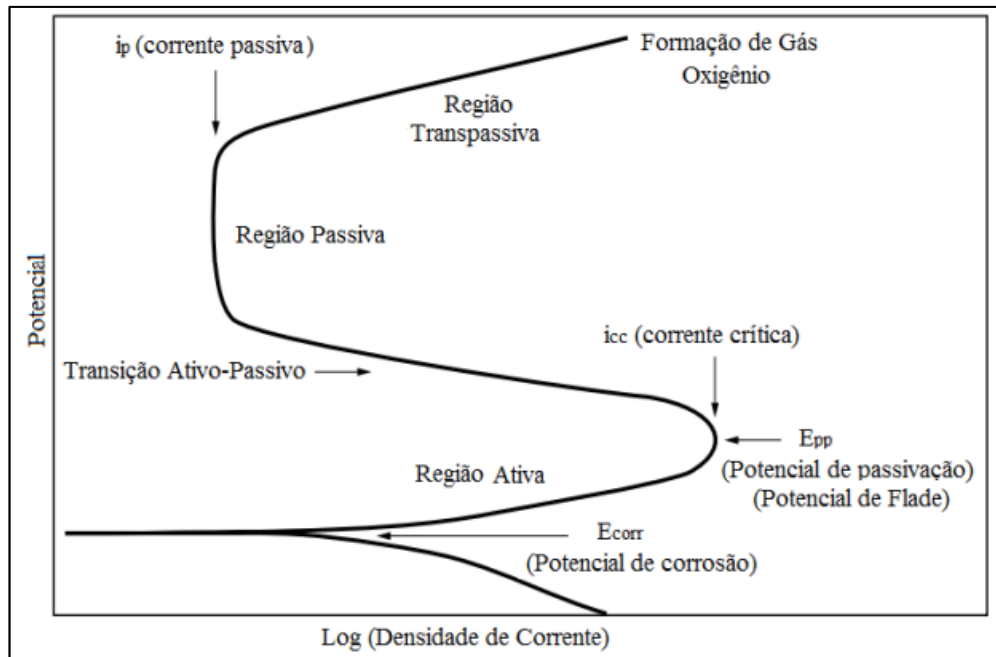 ip (corrente passiva)
Formação de Gás
Oxigênio
Região
Transpassiva
Região Passiva
Potencial
icc (corrente crítica)
Transição Ativo-Passivo
Epp
(Potencial de passivação)
(Potencial de Flade)
Região Ativa
Ecorr
(Potencial de corrosão)
Log (Densidade de Corrente)